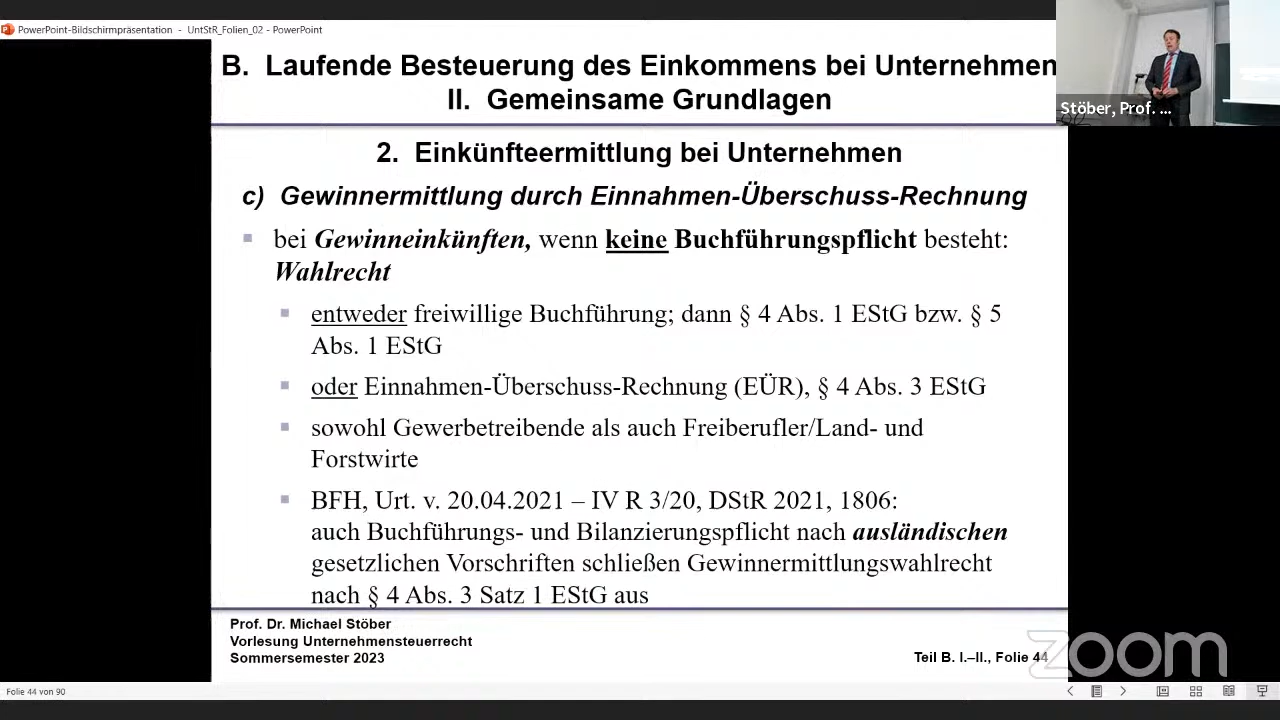 PowerPoint-Bildschirmpräsentation - UntStR_Folien_02 - PowerPoint
B. Laufende Besteuerung des Einkommens bei Unternehmen
II. Gemeinsame Grundlagen
Stöber, Prof. ...
2. Einkünfteermittlung bei Unternehmen
c) Gewinnermittlung durch Einnahmen-Überschuss-Rechnung
bei Gewinneinkünften, wenn keine Buchführungspflicht besteht:
Wahlrecht
entweder freiwillige Buchführung; dann § 4 Abs. 1 EStG bzw. § 5
Abs. 1 EStG
oder Einnahmen-Überschuss-Rechnung (EÜR), § 4 Abs. 3 EStG
sowohl Gewerbetreibende als auch Freiberufler/Land- und
Forstwirte
BFH, Urt. v. 20.04.2021 – IV R 3/20, DStR 2021, 1806:
auch Buchführungs- und Bilanzierungspflicht nach ausländischen
gesetzlichen Vorschriften schließen Gewinnermittlungswahlrecht
nach § 4 Abs. 3 Satz 1 EStG aus
Prof. Dr. Michael Stöber
Vorlesung Unternehmensteuerrecht
Sommersemester 2023
Teil B. I.–II., Folie 44
zoom
Folie 44 von 90